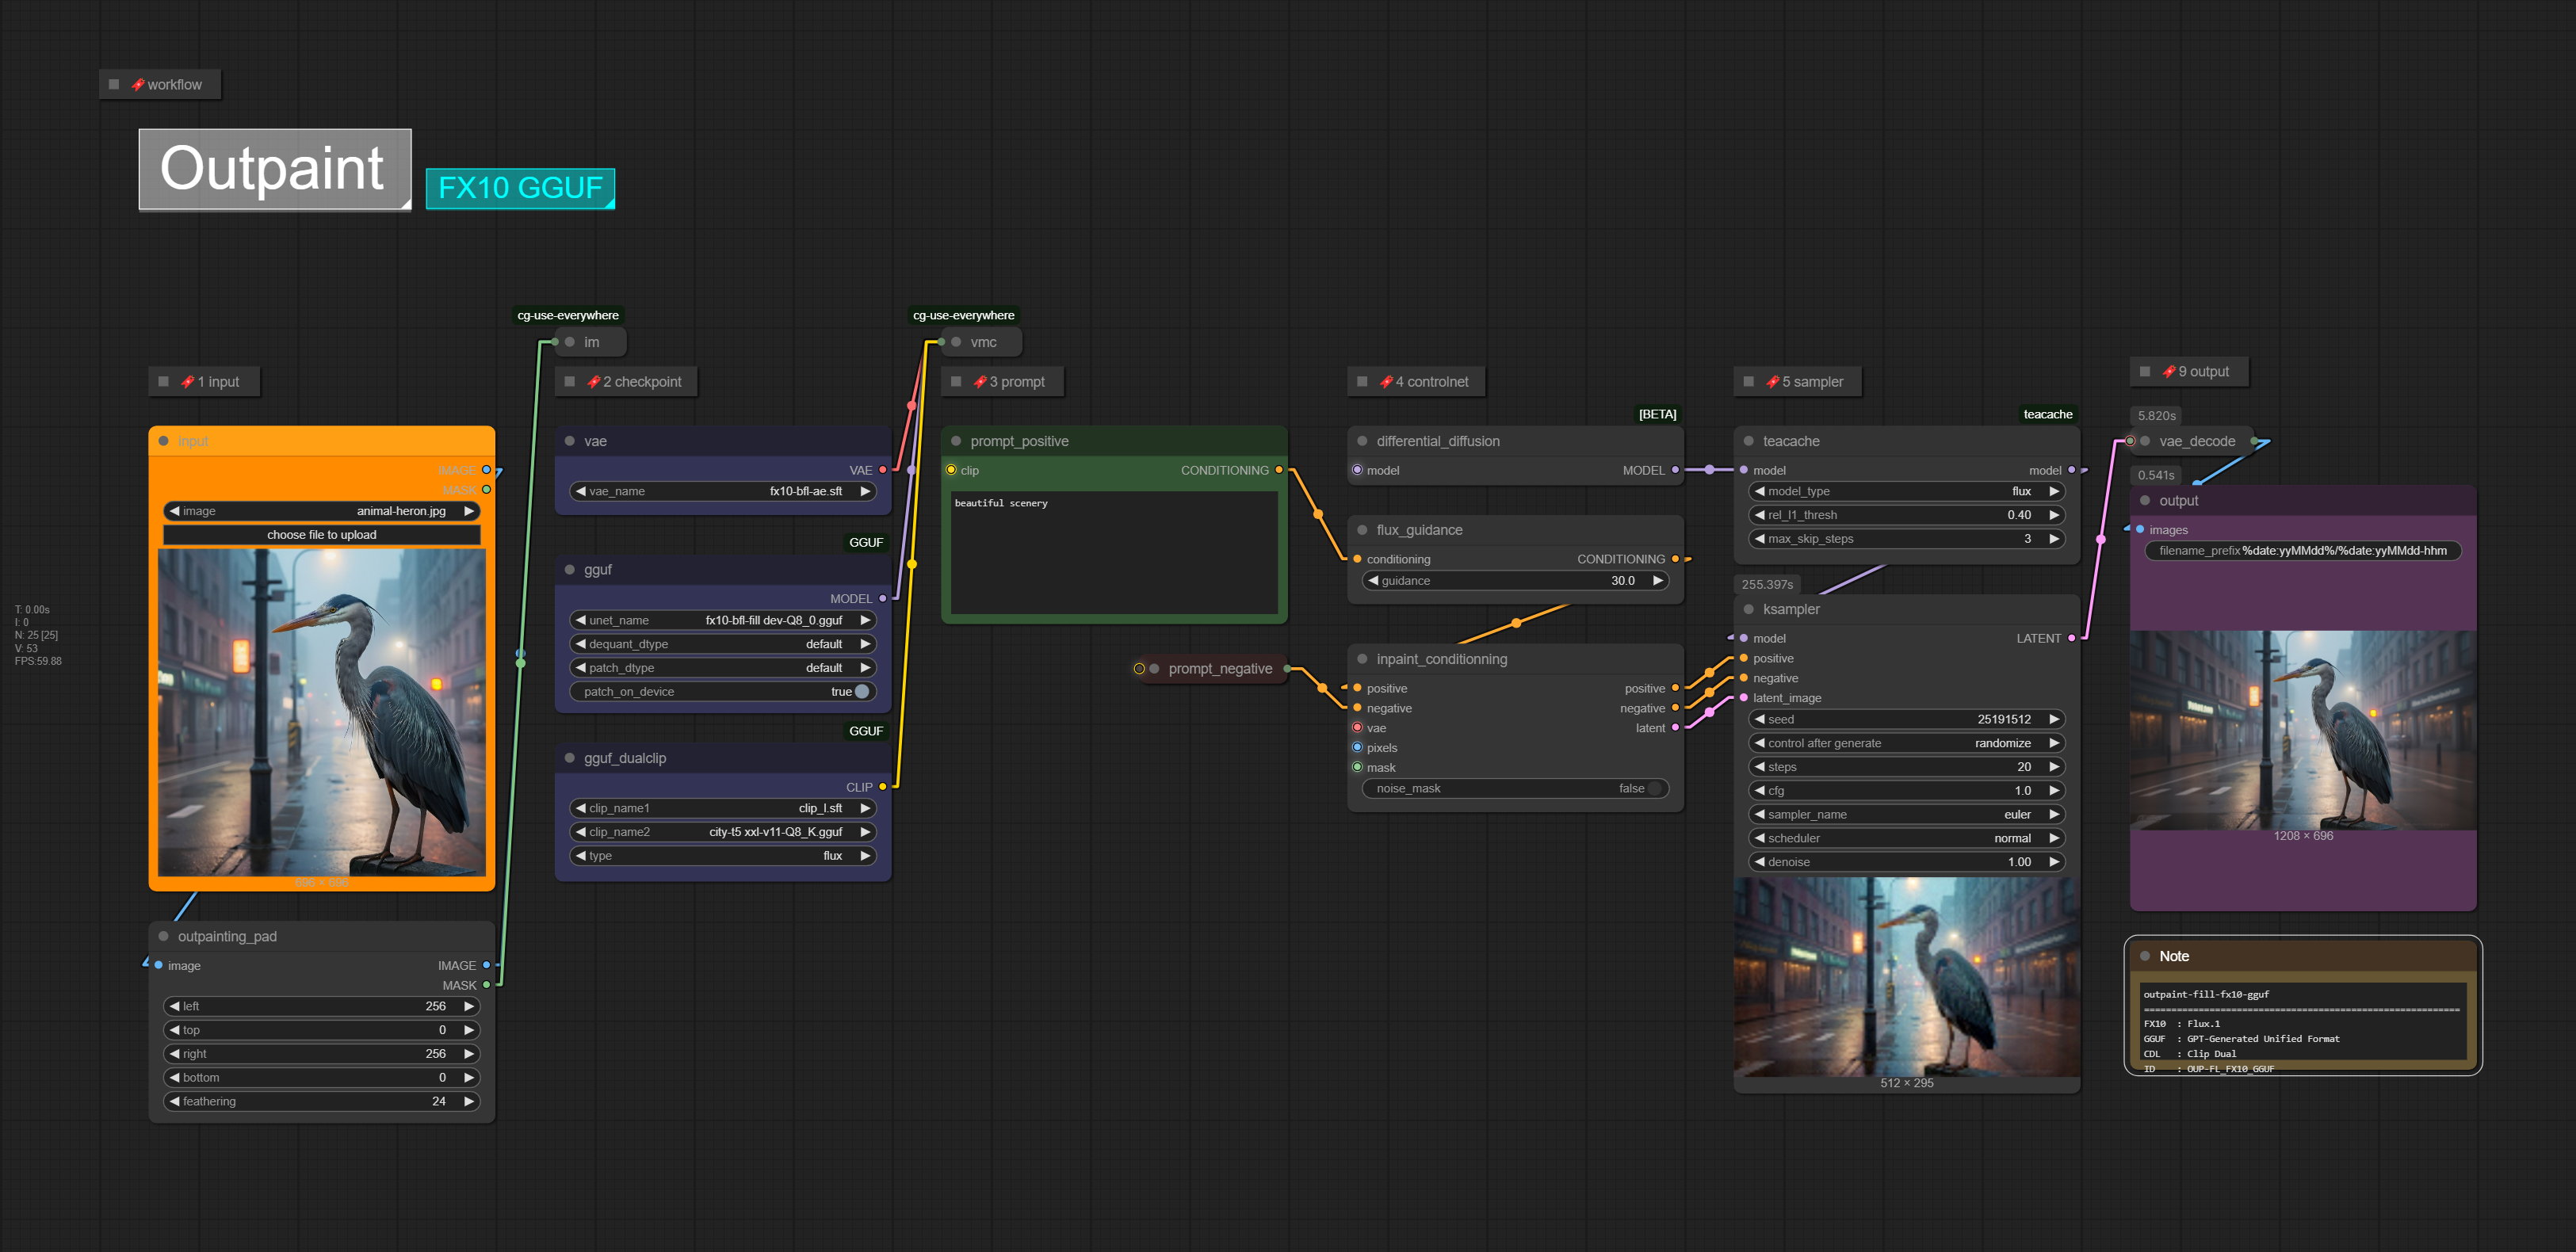 workflow
Outpaint
FX10 GGUF
cg-use-everywhere
im
cg-use-everywhere
vmc
1 input
2 checkpoint
3 prompt
4 controlnet
5 sampler
9 output
input
IMAGE
MASK
image animal-heron.jpg
choose file to upload
outpainting_pad
image IMAGE
MASK
left 256
top 0
right 256
bottom 0
feathering 24
T: 0.00s
I: 0
N: 25 [25]
V: 53
FPS:59.88
vae
VAE
vae_name fx10-bfl-ae.sft
GGUF
gguf
MODEL
unet_name fx10-bfl-fill dev-Q8_0.gguf
dequant_dtype default
patch_dtype default
patch_on_device true
GGUF
gguf_dualclip
CLIP
clip_name1 clip_l.sft
clip_name2 city-t5 xxl-v11-Q8_K.gguf
type flux
prompt_positive
clip CONDITIONING
beautiful scenery
prompt_negative
[BETA]
differential_diffusion
model MODEL
flux_guidance
conditioning CONDITIONING
guidance 30.0
inpaint_conditionning
positive positive
negative negative
vae latent
pixels
mask
noise_mask false
teacache
teacache
model model
model_type flux
rel_l1_thresh 0.40
max_skip_steps 3
255.397s
ksampler
model LATENT
positive
negative
latent_image
seed 25191512
control after generate randomize
steps 20
cfg 1.0
sampler_name euler
scheduler normal
denoise 1.00
512 × 295
5.820s
vae_decode
0.541s
output
images
filename_prefix %date:yyMMdd%/%date:yyMMdd-hhm
1208 × 696
Note
outpaint-fill-fx10-gguf
==========================================================
FX10 : Flux.1
GGUF : GPT-Generated Unified Format
CDL : Clip Dual
ID : OUP-FL_FX10_GGUF